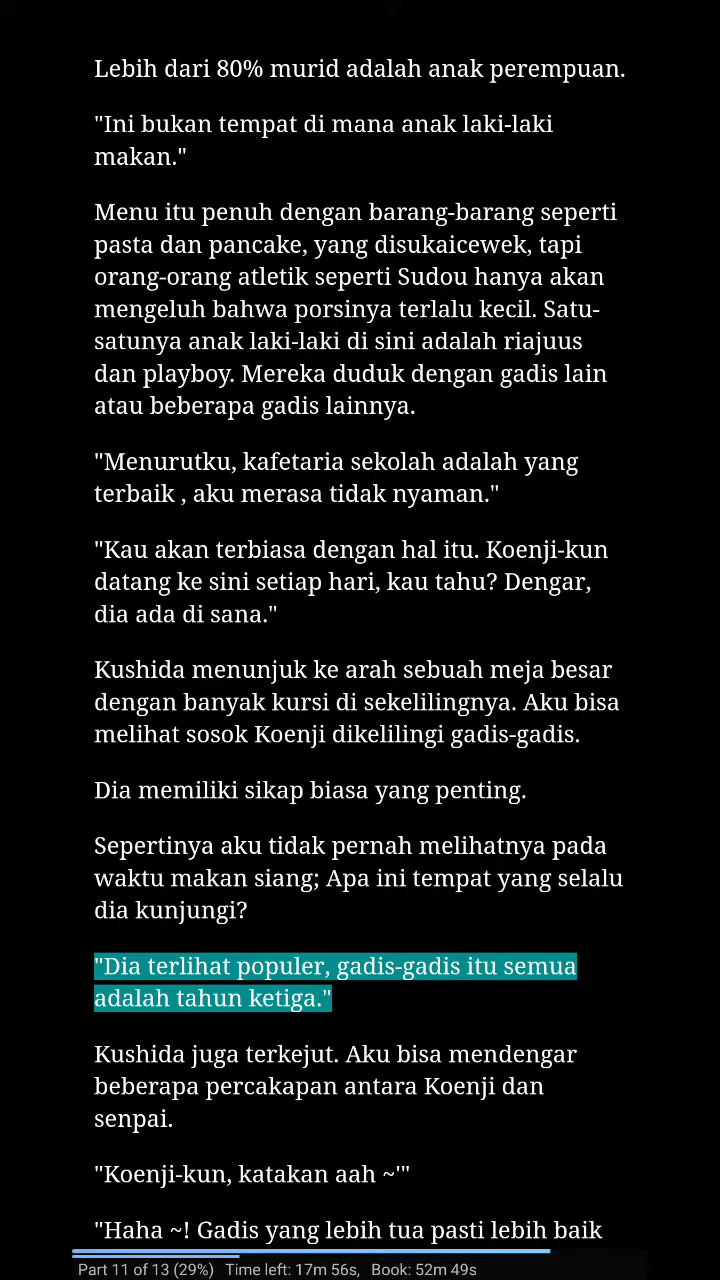 Lebih dari 80% murid adalah anak perempuan.
"Ini bukan tempat di mana anak laki-laki
makan."
Menu itu penuh dengan barang-barang seperti
pasta dan pancake, yang disukaicewek, tapi
orang-orang atletik seperti Sudou hanya akan
mengeluh bahwa porsinya terlalu kecil. Satu-
satunya anak laki-laki di sini adalah riajuus
dan playboy. Mereka duduk dengan gadis lain
atau beberapa gadis lainnya.
"Menurutku, kafetaria sekolah adalah yang
terbaik , aku merasa tidak nyaman."
"Kau akan terbiasa dengan hal itu. Koenji-kun
datang ke sini setiap hari, kau tahu? Dengar,
dia ada di sana."
Kushida menunjuk ke arah sebuah meja besar
dengan banyak kursi di sekelilingnya. Aku bisa
melihat sosok Koenji dikelilingi gadis-gadis.
Dia memiliki sikap biasa yang penting.
Sepertinya aku tidak pernah melihatnya pada
waktu makan siang; Apa ini tempat yang selalu
dia kunjungi?
"Dia terlihat populer, gadis-gadis itu semua
adalah tahun ketiga."
Kushida juga terkejut. Aku bisa mendengar
beberapa percakapan antara Koenji dan
senpai.
"Koenji-kun, katakan aah ~'"
"Haha ~! Gadis yang lebih tua pasti lebih baik
Part 11 of 13 (29%) Time left: 17m 56s, Book: 52m 49s